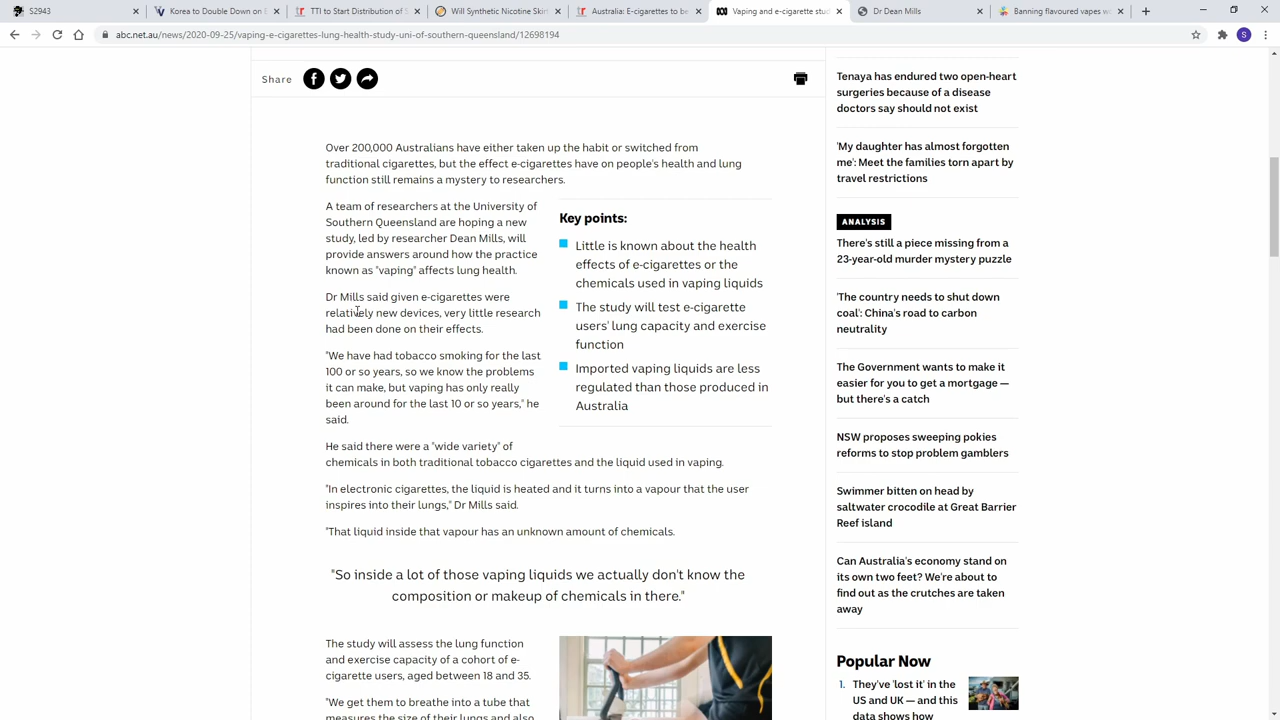 S2943
Korea to Double Down on E
TTI to Start Distribution of S
Will Synthetic Nicotine Skirt
Australia: E-cigarettes to be
Vaping and e-cigarette stud
Dr Dean Mills
Banning flavoured vapes w
abc.net.au/news/2020-09-25/vaping-e-cigarettes-lung-health-study-uni-of-southern-queensland/12698194
S
Share
Over 200,000 Australians have either taken up the habit or switched from
traditional cigarettes, but the effect e-cigarettes have on people's health and lung
function still remains a mystery to researchers.
A team of researchers at the University of
Southern Queensland are hoping a new
study, led by researcher Dean Mills, will
provide answers around how the practice
known as "vaping" affects lung health.
Dr Mills said given e-cigarettes were
relatively new devices, very little research
had been done on their effects.
"We have had tobacco smoking for the last
100 or so years, so we know the problems
it can make, but vaping has only really
been around for the last 10 or so years," he
said.
He said there were a "wide variety" of
chemicals in both traditional tobacco cigarettes and the liquid used in vaping.
"In electronic cigarettes, the liquid is heated and it turns into a vapour that the user
inspires into their lungs," Dr Mills said.
"That liquid inside that vapour has an unknown amount of chemicals.
"So inside a lot of those vaping liquids we actually don't know the
composition or makeup of chemicals in there."
The study will assess the lung function
and exercise capacity of a cohort of e-
cigarette users, aged between 18 and 35.
"We get them to breathe into a tube that
measures the size of their lungs and also
Key points:
Little is known about the health
effects of e-cigarettes or the
chemicals used in vaping liquids
The study will test e-cigarette
users' lung capacity and exercise
function
Imported vaping liquids are less
regulated than those produced in
Australia
Tenaya has endured two open-heart
surgeries because of a disease
doctors say should not exist
'My daughter has almost forgotten
me': Meet the families torn apart by
travel restrictions
ANALYSIS
There's still a piece missing from a
23-year-old murder mystery puzzle
'The country needs to shut down
coal': China's road to carbon
neutrality
The Government wants to make it
easier for you to get a mortgage —
but there's a catch
NSW proposes sweeping pokies
reforms to stop problem gamblers
Swimmer bitten on head by
saltwater crocodile at Great Barrier
Reef island
Can Australia's economy stand on
its own two feet? We're about to
find out as the crutches are taken
away
Popular Now
1. They've 'lost it' in the
US and UK — and this
data shows how